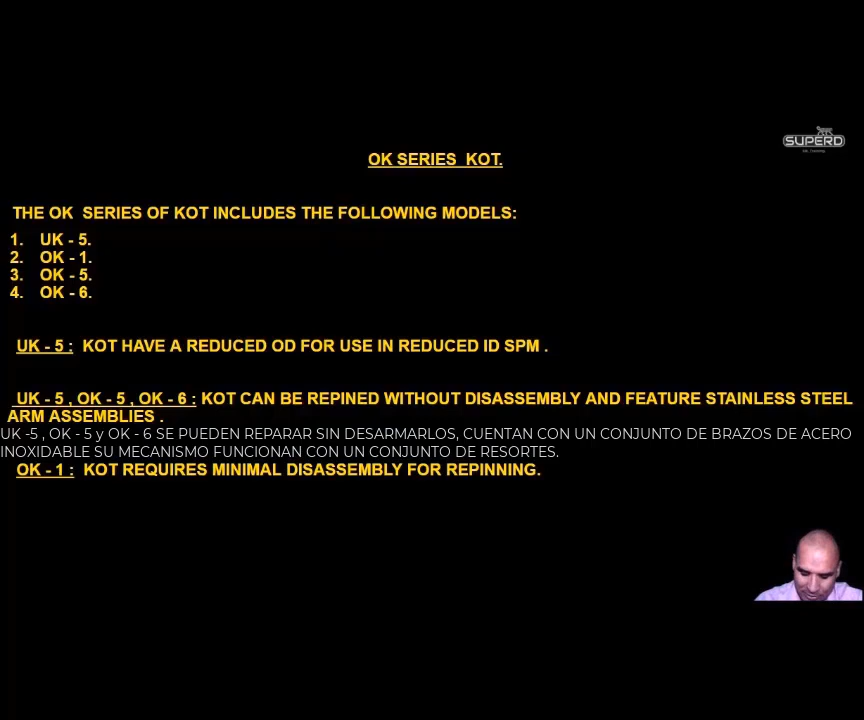 SUPERD
OK SERIES KOT.
THE OK SERIES OF KOT INCLUDES THE FOLLOWING MODELS:
1. UK - 5.
2. OK - 1.
3. OK - 5.
4. OK - 6.
UK - 5 : KOT HAVE A REDUCED OD FOR USE IN REDUCED ID SPM .
UK - 5 , OK - 5 , OK - 6 : KOT CAN BE REPINED WITHOUT DISASSEMBLY AND FEATURE STAINLESS STEEL
ARM ASSEMBLIES .
UK -5 , OK - 5 y OK - 6 SE PUEDEN REPARAR SIN DESARMARLOS, CUENTAN CON UN CONJUNTO DE BRAZOS DE ACERO
INOXIDABLE SU MECANISMO FUNCIONAN CON UN CONJUNTO DE RESORTES.
OK - 1 : KOT REQUIRES MINIMAL DISASSEMBLY FOR REPINNING.